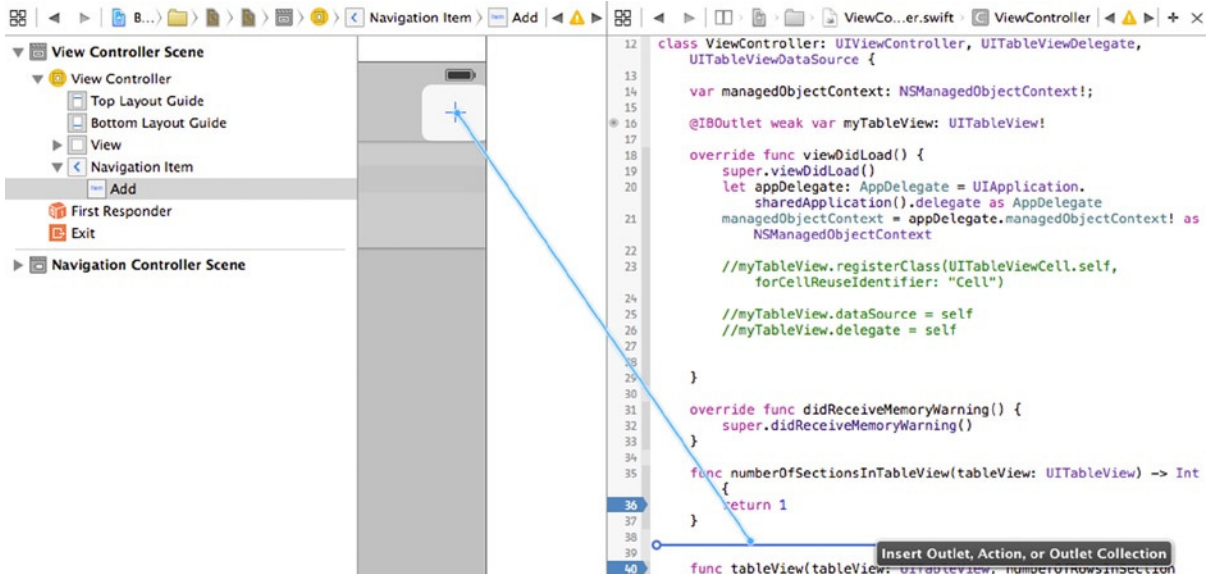 B...
Navigation Item
Add
ViewCo...er.swift
ViewController
View Controller Scene
View Controller
Top Layout Guide
Bottom Layout Guide
View
Navigation Item
Add
First Responder
Exit
Navigation Controller Scene
12 class ViewController: UIViewController, UITableViewDelegate,
UITableViewDataSource {
13
14 var managedObjectContext: NSManagedObjectContext!;
15
16 @IBOutlet weak var myTableView: UITableView!
17
18 override func viewDidLoad() {
19 super.viewDidLoad()
20 let appDelegate: AppDelegate = UIApplication.
sharedApplication().delegate as AppDelegate
21 managedObjectContext = appDelegate.managedObjectContext! as
NSManagedObjectContext
22
23 //myTableView.registerClass(UITableViewCell.self,
forCellReuseIdentifier: "Cell")
24
25 //myTableView.dataSource = self
26 //myTableView.delegate = self
27
28
29 }
30
31 override func didReceiveMemoryWarning() {
32 super.didReceiveMemoryWarning()
33 }
34
35 func numberOfSectionsInTableView(tableView: UITableView) -> Int
{
36 return 1
37 }
38
39
Insert Outlet, Action, or Outlet Collection
40 func tableView(tableView: UITableView, numberOfRowsInSection